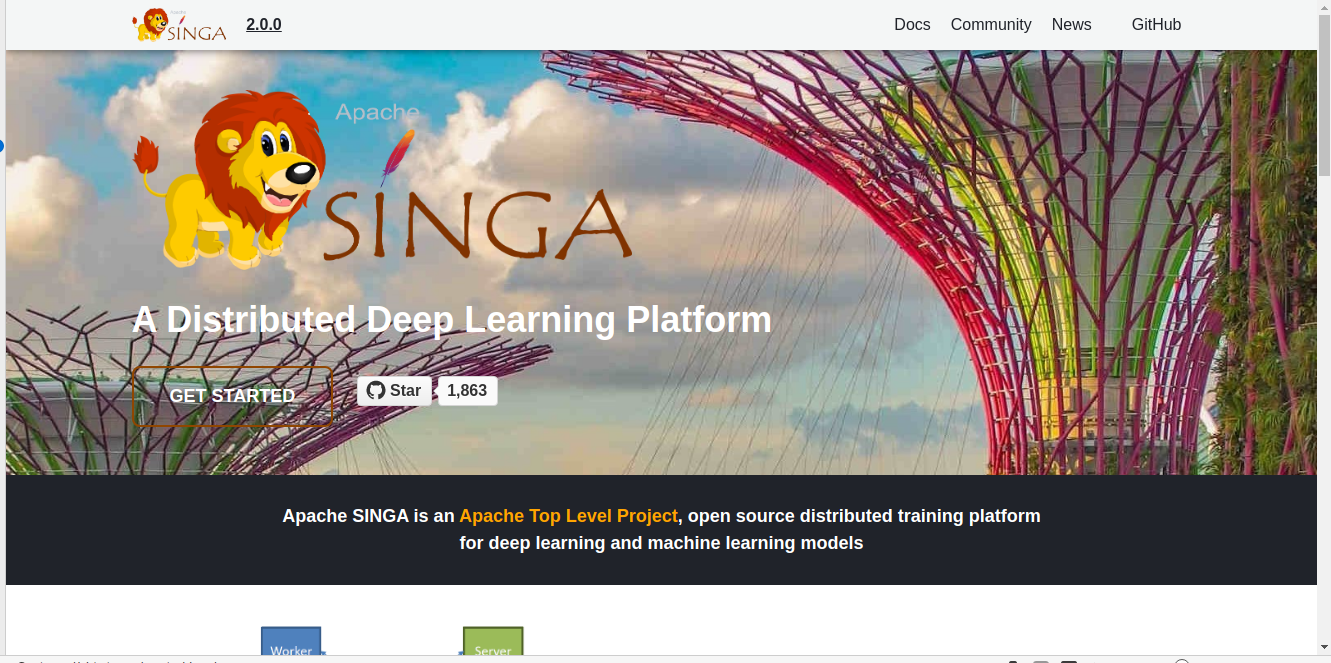 Apache
SINGA
2.0.0
Docs
Community
News
GitHub
Apache
SINGA
A Distributed Deep Learning Platform
GET STARTED
Star
1,863
Apache SINGA is an Apache Top Level Project, open source distributed training platform
for deep learning and machine learning models
Worker
Server